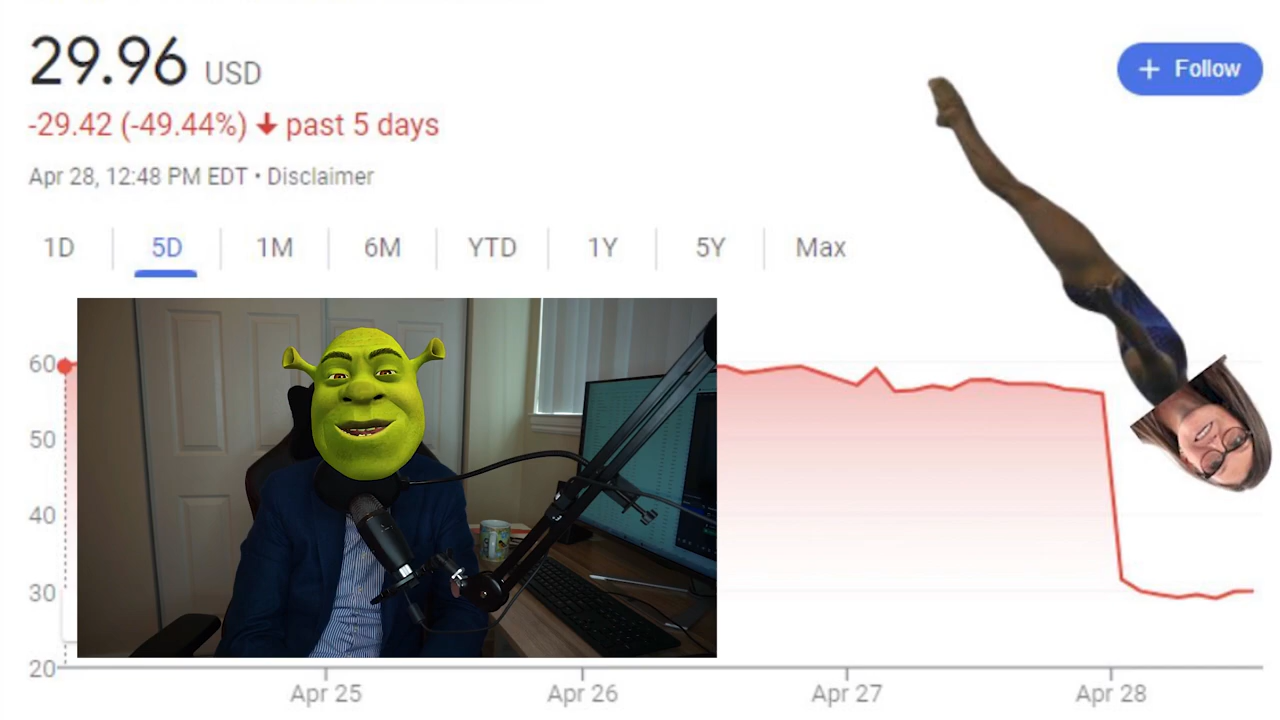 29.96 USD
+ Follow
-29.42 (-49.44%) ↓ past 5 days
Apr 28, 12:48 PM EDT • Disclaimer
1D 5D 1M 6M YTD 1Y 5Y Max
60
50
40
30
20
Apr 25 Apr 26 Apr 27 Apr 28